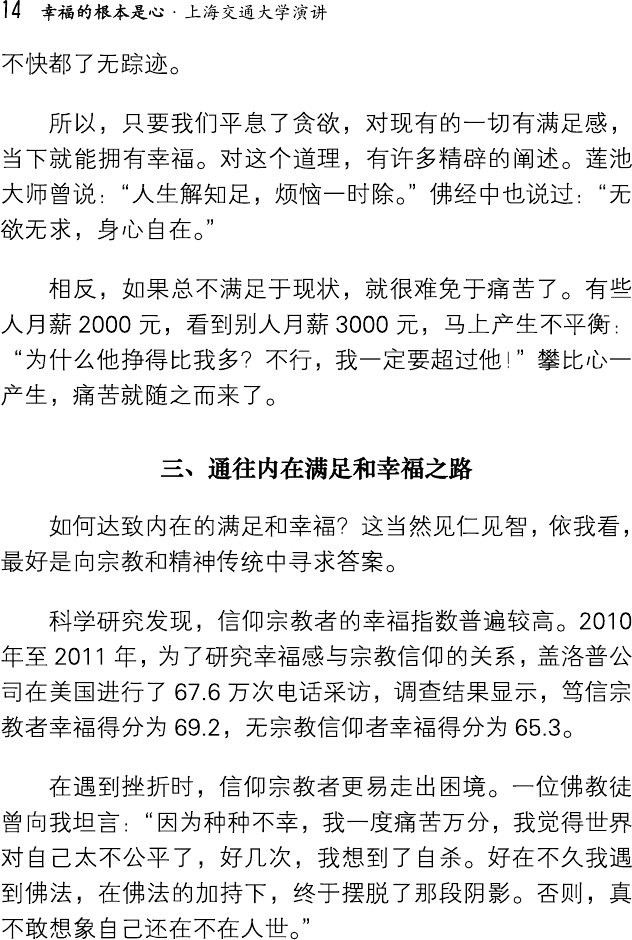 14 幸福的根本是心·上海交通大学演讲
不快都了无踪迹。
所以，只要我们平息了贪欲，对现有的一切有满足感，
当下就能拥有幸福。对这个道理，有许多精辟的阐述。莲池
大师曾说：“人生解知足，烦恼一时除。”佛经中也说过：“无
欲无求，身心自在。”
相反，如果总不满足于现状，就很难免于痛苦了。有些
人月薪 2000 元，看到别人月薪 3000 元，马上产生不平衡：
“为什么他挣得比我多？不行，我一定要超过他！”攀比心一
产生，痛苦就随之而来了。
三、通往内在满足和幸福之路
如何达致内在的满足和幸福？这当然见仁见智，依我看，
最好是向宗教和精神传统中寻求答案。
科学研究发现，信仰宗教者的幸福指数普遍较高。2010
年至 2011 年，为了研究幸福感与宗教信仰的关系，盖洛普公
司在美国进行了 67.6 万次电话采访，调查结果显示，笃信宗
教者幸福得分为 69.2，无宗教信仰者幸福得分为 65.3。
在遇到挫折时，信仰宗教者更易走出困境。一位佛教徒
曾向我坦言：“因为种种不幸，我一度痛苦万分，我觉得世界
对自己太不公平了，好几次，我想到了自杀。好在不久我遇
到佛法，在佛法的加持下，终于摆脱了那段阴影。否则，真
不敢想象自己还在不在人世。”